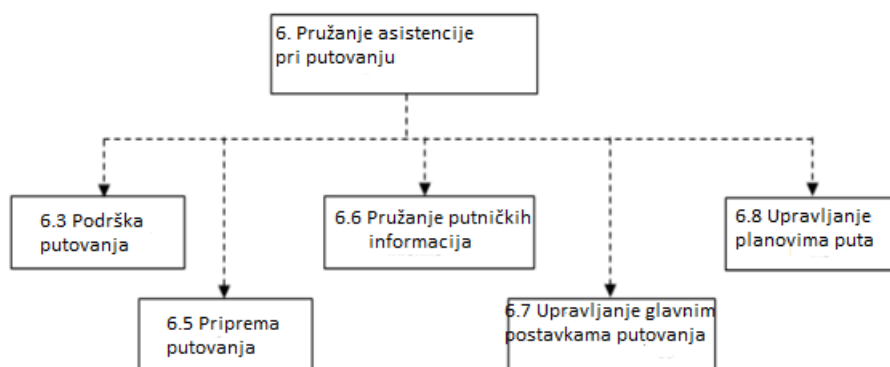 6. Pružanje asistencije
pri putovanju
6.3 Podrška
putovanja
6.6 Pružanje putničkih
informacija
6.8 Upravljanje
planovima puta
6.5 Priprema
putovanja
6.7 Upravljanje glavnim
postavkama putovanja